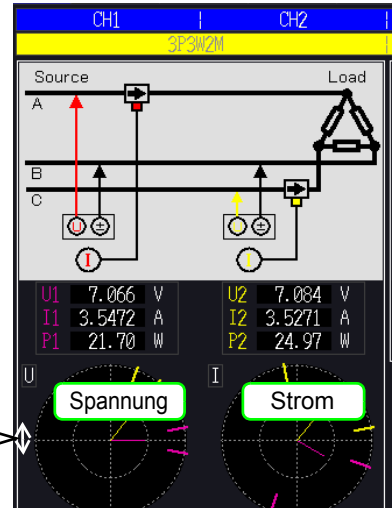 CH1 CH2
3P3W2M
Source Load
A
B
C
U ± U ±
I I
U1 7.066 V U2 7.084 V
I1 3.5472 A I2 3.5271 A
P1 21.70 W P2 24.97 W
U I
Spannung Strom